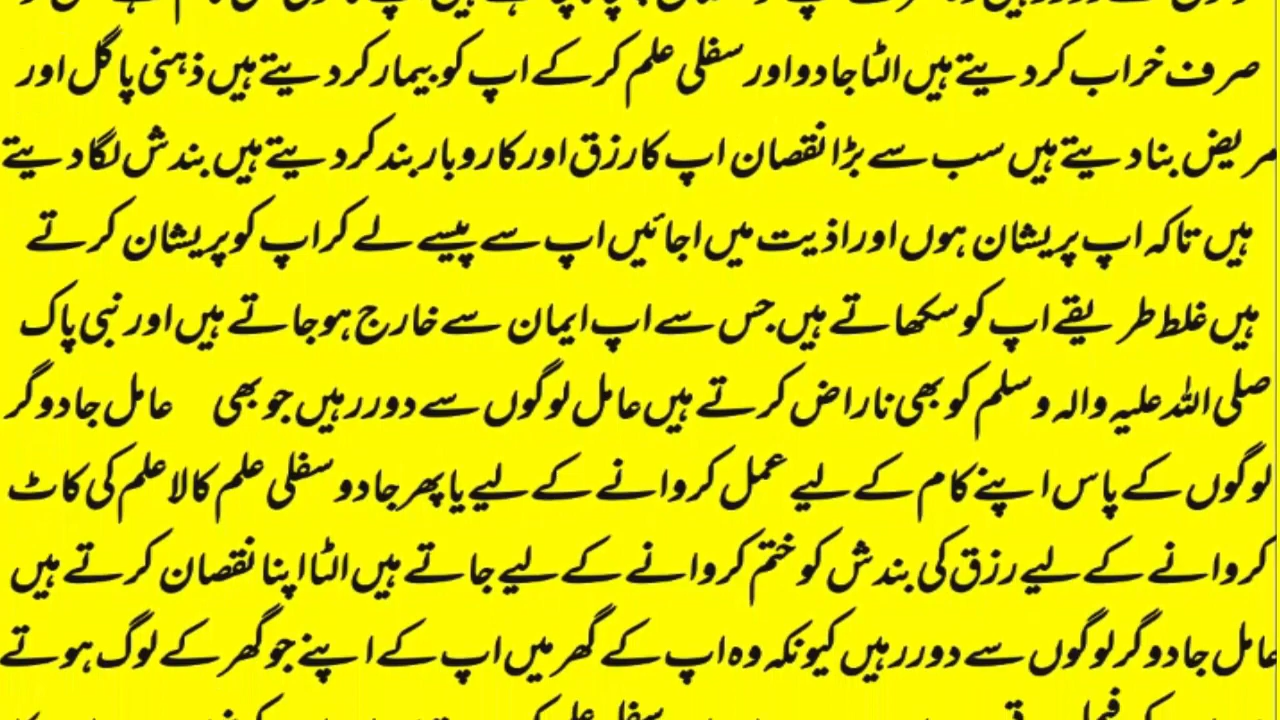 صرف خراب کر دیتے ہیں الٹا جادو اور سفلی علم کر کے اپ کو بیمار کر دیتے ہیں ذہنی پاگل اور
مریض بنا دیتے ہیں سب سے بڑا نقصان اپ کا رزق اور کاروبار بند کر دیتے ہیں بندش لگا دیتے
ہیں تاکہ اپ پریشان ہوں اور اذیت میں اجائیں اپ سے پیسے لے کر اپ کو پریشان کرتے
ہیں غلط طریقے اپ کو سکھاتے ہیں جس سے اپ ایمان سے خارج ہو جاتے ہیں اور نبی پاک
صلی اللہ علیہ والہ وسلم کو بھی ناراض کرتے ہیں عامل لوگوں سے دور رہیں جو بھی عامل جادوگر
لوگوں کے پاس اپنے کام کے لیے عمل کروانے کے لیے یا پھر جادو سفلی علم کالا علم کی کاٹ
کروانے کے لیے رزق کی بندش کو ختم کروانے کے لیے جاتے ہیں الٹا اپنا نقصان کرتے ہیں
عامل جادوگر لوگوں سے دور رہیں کیونکہ وہ اپ کے گھر میں اپ کے اپنے جو گھر کے لوگ ہوتے